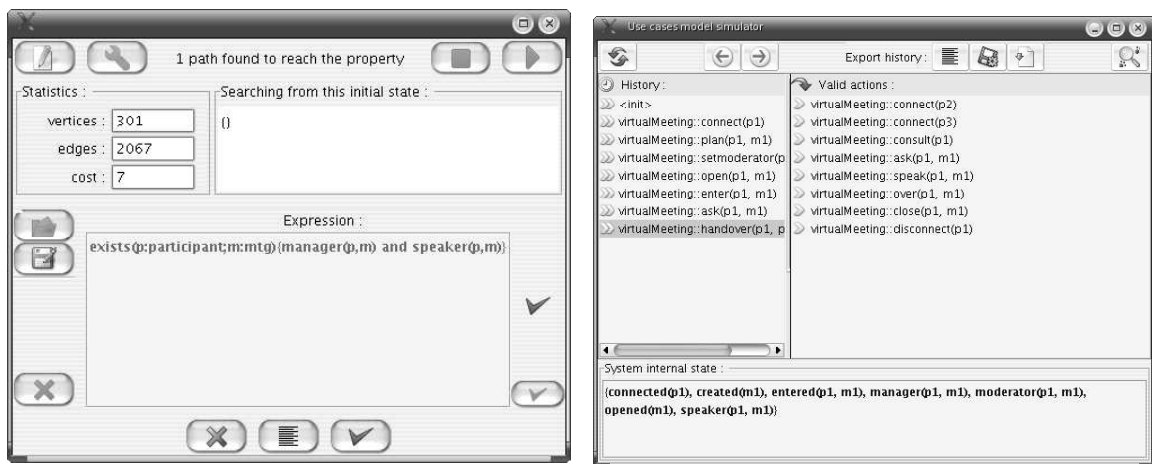 1 path found to reach the property
Statistics :
vertices : 301
edges : 2067
cost : 7
Searching from this initial state :
()
Expression :
exists(p:participant;m:mtg){manager(p,m) and speaker(p,m)}
Use cases model simulator
Export history :
History :
<init>
virtualMeeting::connect(p1)
virtualMeeting::plan(p1, m1)
virtualMeeting::setmoderator(p
virtualMeeting::open(p1, m1)
virtualMeeting::enter(p1, m1)
virtualMeeting::ask(p1, m1)
virtualMeeting::handover(p1, p
Valid actions :
virtualMeeting::connect(p2)
virtualMeeting::connect(p3)
virtualMeeting::consult(p1)
virtualMeeting::ask(p1, m1)
virtualMeeting::speak(p1, m1)
virtualMeeting::over(p1, m1)
virtualMeeting::close(p1, m1)
virtualMeeting::disconnect(p1)
System internal state :
{connected(p1), created(m1), entered(p1, m1), manager(p1, m1), moderator(p1, m1),
opened(m1), speaker(p1, m1)}